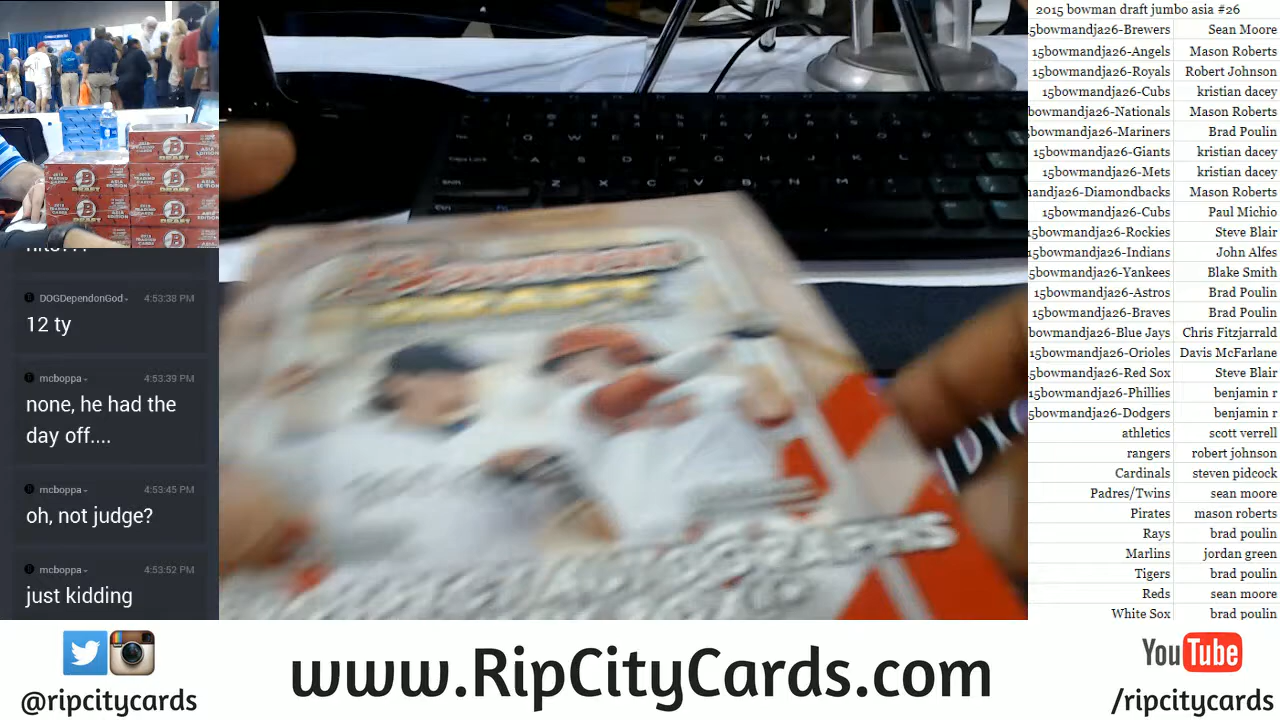 2015 bowman draft jumbo asia #26
5bowmandja26-Brewers Sean Moore
15bowmandja26-Angels Mason Roberts
15bowmandja26-Royals Robert Johnson
15bowmandja26-Cubs kristian dacey
bowmandja26-Nationals Mason Roberts
5bowmandja26-Mariners Brad Poulin
15bowmandja26-Giants kristian dacey
15bowmandja26-Mets kristian dacey
mandja26-Diamondbacks Mason Roberts
15bowmandja26-Cubs Paul Michio
15bowmandja26-Rockies Steve Blair
15bowmandja26-Indians John Alfes
5bowmandja26-Yankees Blake Smith
15bowmandja26-Astros Brad Poulin
15bowmandja26-Braves Brad Poulin
bowmandja26-Blue Jays Chris Fitzjarrald
15bowmandja26-Orioles Davis McFarlane
5bowmandja26-Red Sox Steve Blair
15bowmandja26-Phillies benjamin r
5bowmandja26-Dodgers benjamin r
athletics scott verrell
rangers robert johnson
Cardinals steven pidcock
Padres/Twins sean moore
Pirates mason roberts
Rays brad poulin
Marlins jordan green
Tigers brad poulin
Reds sean moore
White Sox brad poulin
DOGDependonGod 4:53:38 PM
12 ty
mcboppa 4:53:39 PM
none, he had the
day off....
mcboppa 4:53:45 PM
oh, not judge?
mcboppa 4:53:52 PM
just kidding
B
DRAFT
@ripcitycards
www.RipCityCards.com
YouTube
/ripcitycards